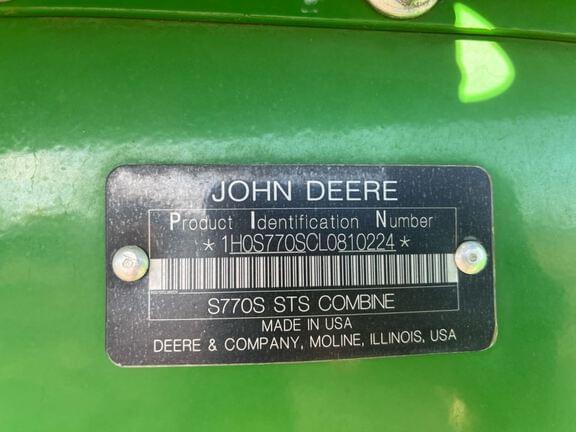 JOHN DEERE
Product Identification Number
*1H0S770SCL0810224*
S770S STS COMBINE
MADE IN USA
DEERE & COMPANY, MOLINE, ILLINOIS, USA